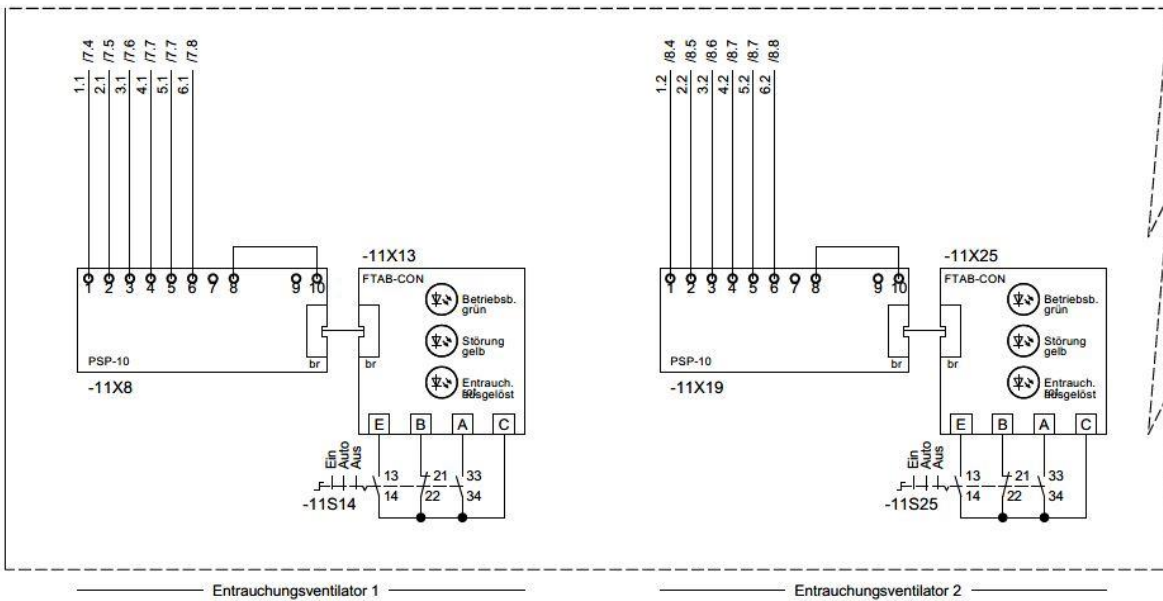 1.1 /7.4
2.1 /7.5
3.1 /7.6
4.1 /7.7
5.1 /7.7
6.1 /7.8
1 2 3 4 5 6 7 8 9 10
PSP-10
br
-11X8
-11X13
FTAB-CON
Betriebsb.
grün
Störung
gelb
Entrauch.
ausgelöst
br
E B A C
Ein
Auto
Aus
13 21 33
14 22 34
-11S14
Entrauchungsventilator 1
1.2 /8.4
2.2 /8.5
3.2 /8.6
4.2 /8.7
5.2 /8.7
6.2 /8.8
1 2 3 4 5 6 7 8 9 10
PSP-10
br
-11X19
-11X25
FTAB-CON
Betriebsb.
grün
Störung
gelb
Entrauch.
ausgelöst
br
E B A C
Ein
Auto
Aus
13 21 33
14 22 34
-11S25
Entrauchungsventilator 2